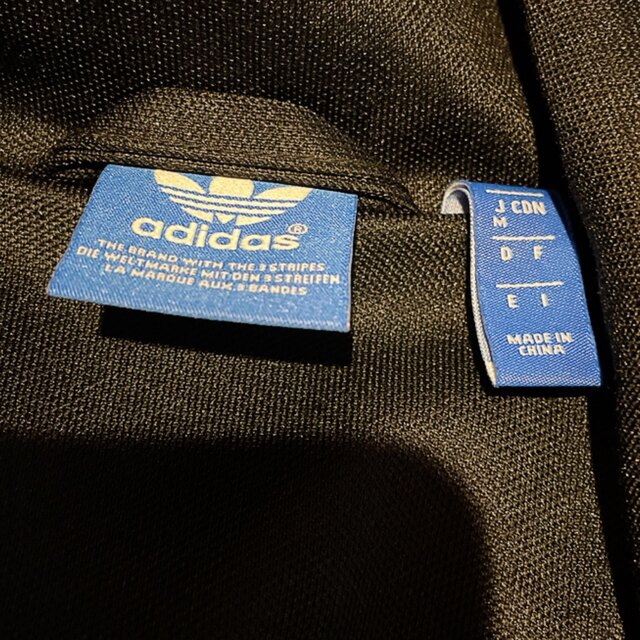 adidas®
THE BRAND WITH THE 3 STRIPES
DIE WELTMARKE MIT DEN 3 STREIFEN
LA MARQUE AUX 3 BANDES
J CDN
M
D F
E I
MADE IN
CHINA